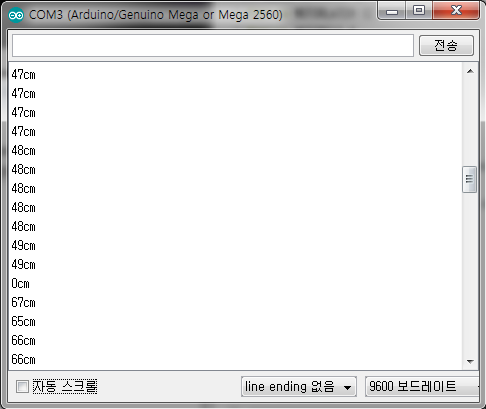 COM3 (Arduino/Genuino Mega or Mega 2560)
전송
47cm
47cm
47cm
47cm
48cm
48cm
48cm
48cm
48cm
49cm
49cm
0cm
67cm
65cm
66cm
66cm
자동 스크롤
line ending 없음
9600 보드레이트